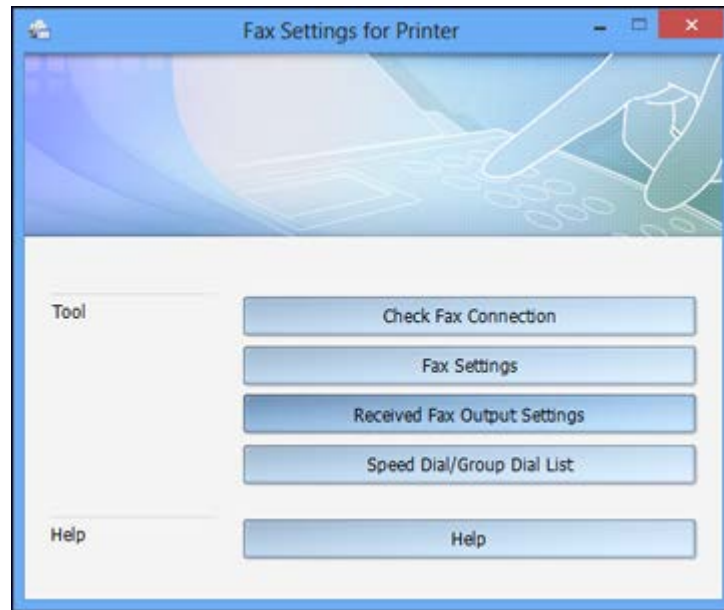 Fax Settings for Printer
Tool
Check Fax Connection
Fax Settings
Received Fax Output Settings
Speed Dial/Group Dial List
Help
Help